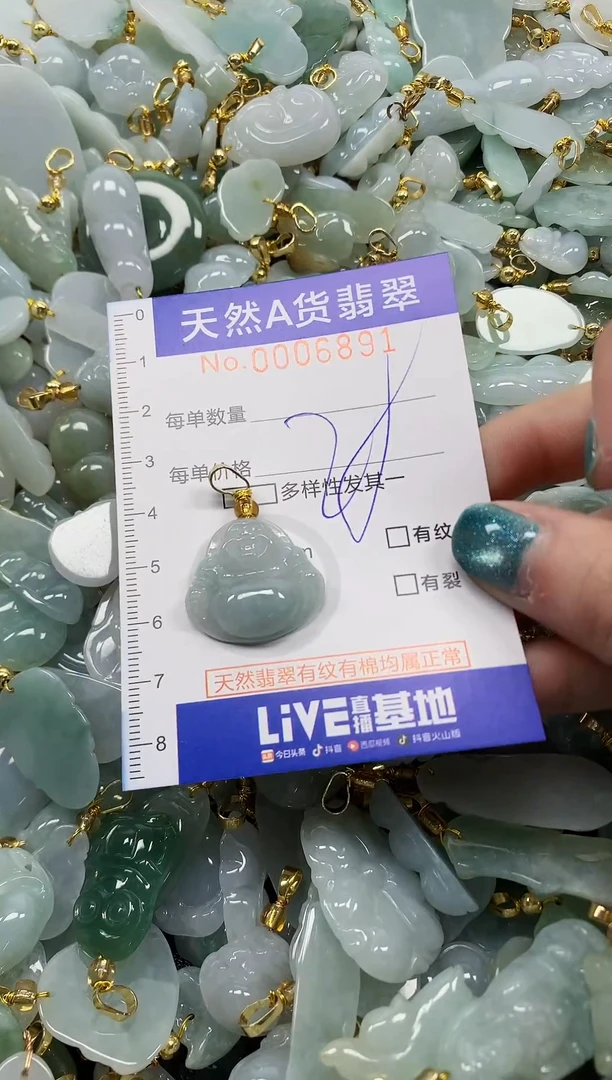 天然A货翡翠
No.0006891
0
1
2
3
4
5
6
7
8
每单数量
每单价格
多样性发其一
有纹
有裂
天然翡翠有纹有棉均属正常
LiVE直播基地
今日头条 抖音 西瓜视频 抖音火山版